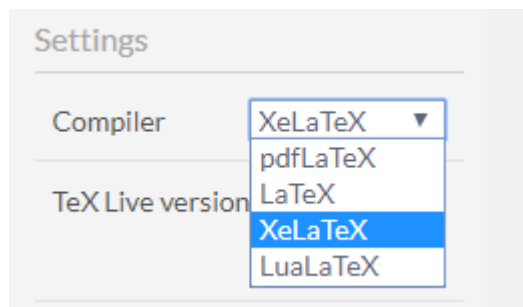 Settings
Compiler XeLaTeX ▼
pdfLaTeX
TeX Live version LaTeX
XeLaTeX
LuaLaTeX